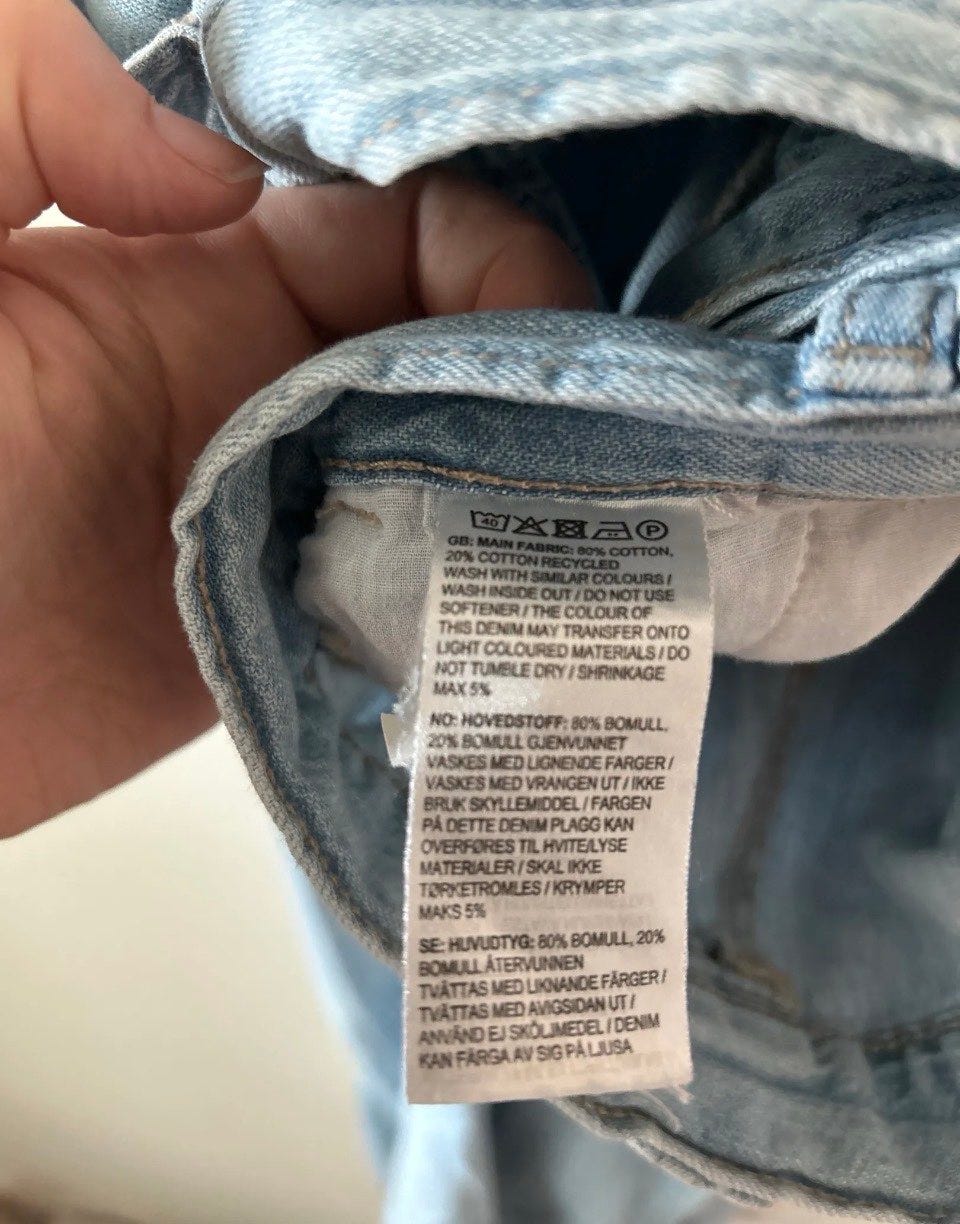 40 P
GB: MAIN FABRIC: 80% COTTON,
20% COTTON RECYCLED
WASH WITH SIMILAR COLOURS /
WASH INSIDE OUT / DO NOT USE
SOFTENER / THE COLOUR OF
THIS DENIM MAY TRANSFER ONTO
LIGHT COLOURED MATERIALS / DO
NOT TUMBLE DRY / SHRINKAGE
MAX 5%
NO: HOVEDSTOFF: 80% BOMULL,
20% BOMULL GJENVUNNET
VASKES MED LIGNENDE FARGER /
VASKES MED VRANGEN UT / IKKE
BRUK SKYLLEMIDDEL / FARGEN
PÅ DETTE DENIM PLAGG KAN
OVERFØRES TIL HVITE/LYSE
MATERIALER / SKAL IKKE
TØRKETROMLES / KRYMPER
MAKS 5%
SE: HUVUDTYG: 80% BOMULL, 20%
BOMULL ÅTERVUNNEN
TVÄTTAS MED LIKNANDE FÄRGER /
TVÄTTAS MED AVIGSIDAN UT /
ANVÄND EJ SKÖLJMEDEL / DENIM
KAN FÄRGA AV SIG PÅ LJUSA